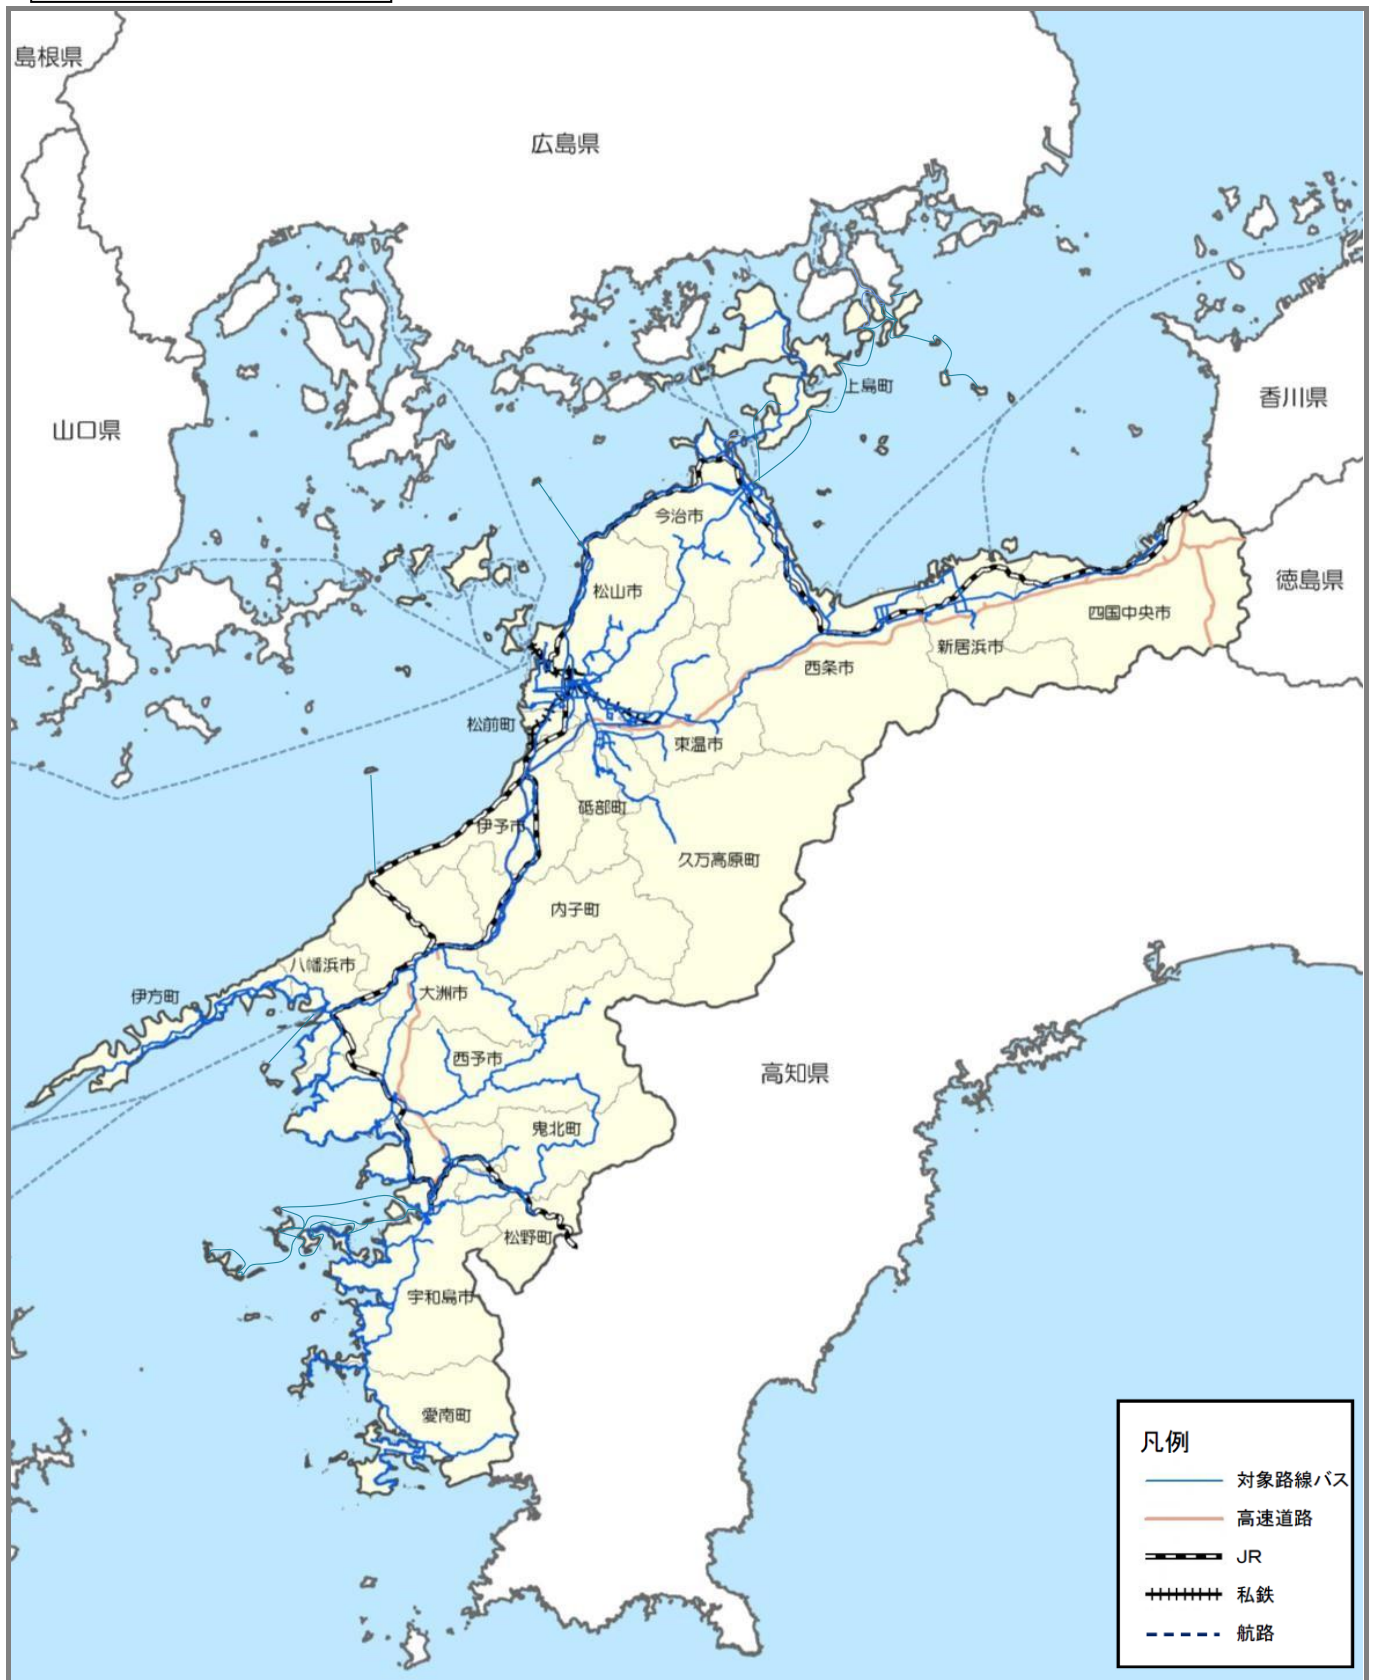 島根県
広島県
山口県
上島町
香川県
今治市
徳島県
松山市
四国中央市
新居浜市
西条市
松前町
東温市
砥部町
伊予市
久万高原町
内子町
八幡浜市
大洲市
伊方町
西予市
高知県
鬼北町
松野町
宇和島市
愛南町
凡例
対象路線バス
高速道路
JR
私鉄
航路